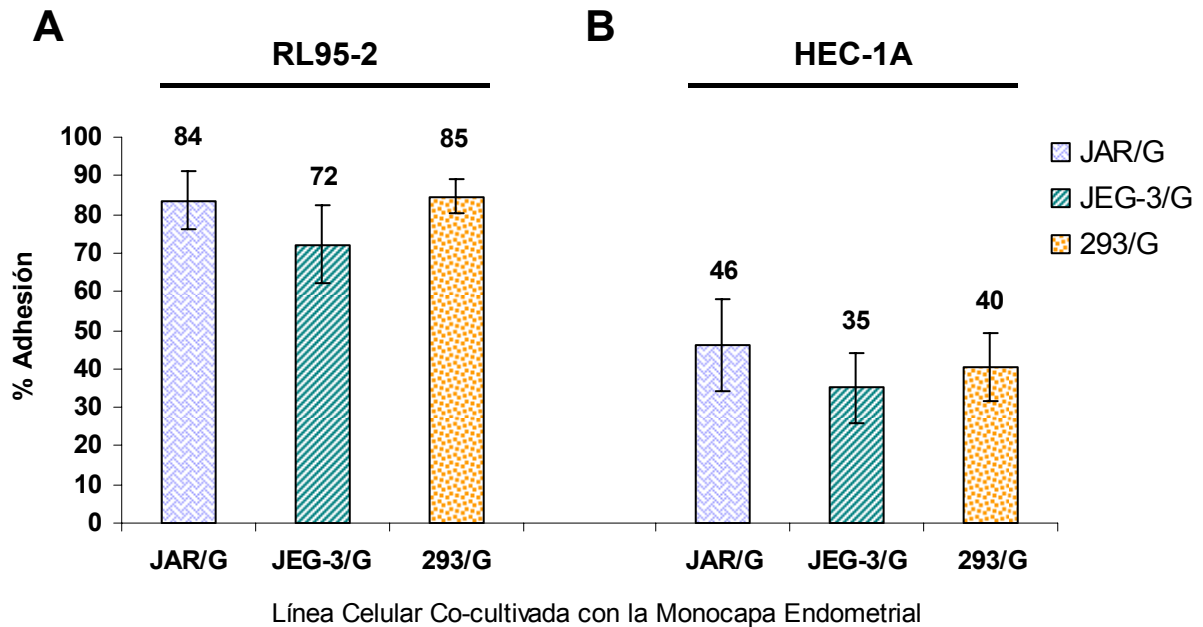 A
B
RL95-2
HEC-1A
% Adhesión
100
90
80
70
60
50
40
30
20
10
0
84
72
85
46
35
40
JAR/G
JEG-3/G
293/G
JAR/G
JEG-3/G
293/G
JAR/G
JEG-3/G
293/G
Línea Celular Co-cultivada con la Monocapa Endometrial